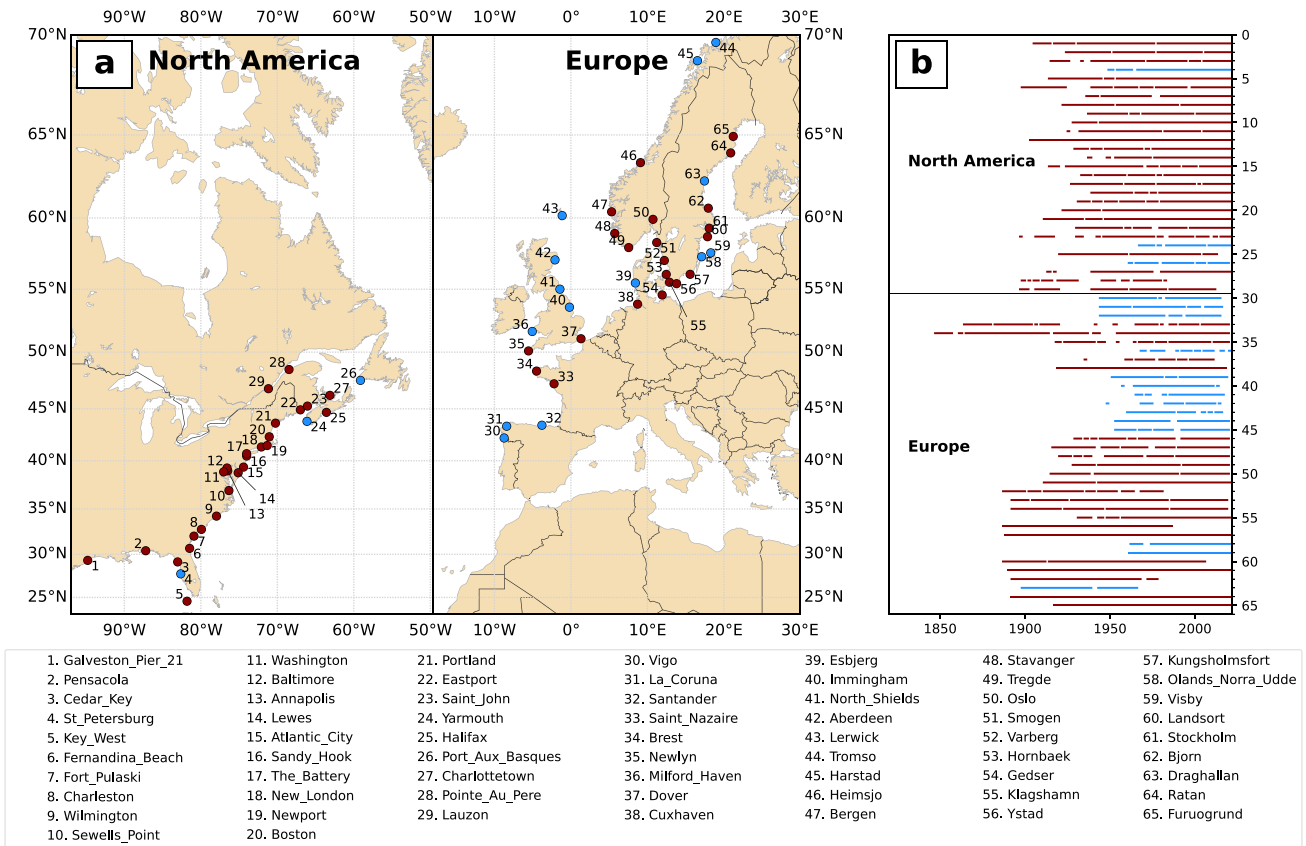 90°W 80°W 70°W 60°W 50°W 10°W 0° 10°E 20°E 30°E
a North America
Europe
b
70°N 70°N
65°N 65°N
60°N 60°N
55°N 55°N
50°N 50°N
45°N 45°N
40°N 40°N
35°N 35°N
30°N 30°N
25°N 25°N
90°W 80°W 70°W 60°W 50°W 10°W 0° 10°E 20°E 30°E
1
2
3
4
5
6
7
8
9
10
11
12
13
14
15
16
17
18
19
20
21
22
23
24
25
26
27
28
29
30
31
32
33
34
35
36
37
38
39
40
41
42
43
44
45
46
47
48
49
50
51
52
53
54
55
56
57
58
59
60
61
62
63
64
65
North America
Europe
0
5
10
15
20
25
30
35
40
45
50
55
60
65
1850 1900 1950 2000
1. Galveston_Pier_21
2. Pensacola
3. Cedar_Key
4. St_Petersburg
5. Key_West
6. Fernandina_Beach
7. Fort_Pulaski
8. Charleston
9. Wilmington
10. Sewells_Point
11. Washington
12. Baltimore
13. Annapolis
14. Lewes
15. Atlantic_City
16. Sandy_Hook
17. The_Battery
18. New_London
19. Newport
20. Boston
21. Portland
22. Eastport
23. Saint_John
24. Yarmouth
25. Halifax
26. Port_Aux_Basques
27. Charlottetown
28. Pointe_Au_Pere
29. Lauzon
30. Vigo
31. La_Coruna
32. Santander
33. Saint_Nazaire
34. Brest
35. Newlyn
36. Milford_Haven
37. Dover
38. Cuxhaven
39. Esbjerg
40. Immingham
41. North_Shields
42. Aberdeen
43. Lerwick
44. Tromso
45. Harstad
46. Heimsjo
47. Bergen
48. Stavanger
49. Tregde
50. Oslo
51. Smogen
52. Varberg
53. Hornbaek
54. Gedser
55. Klagshamn
56. Ystad
57. Kungsholmsfort
58. Olands_Norra_Udde
59. Visby
60. Landsort
61. Stockholm
62. Bjorn
63. Draghallan
64. Ratan
65. Furuogrund